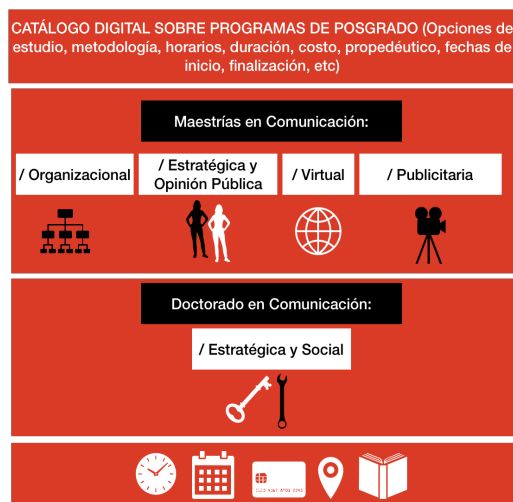 CATÁLOGO DIGITAL SOBRE PROGRAMAS DE POSGRADO (Opciones de
estudio, metodología, horarios, duración, costo, propedéutico, fechas de
inicio, finalización, etc)
Maestrías en Comunicación:
/ Organizacional
/ Estratégica y
Opinión Pública
/ Virtual
/ Publicitaria
Doctorado en Comunicación:
/ Estratégica y Social